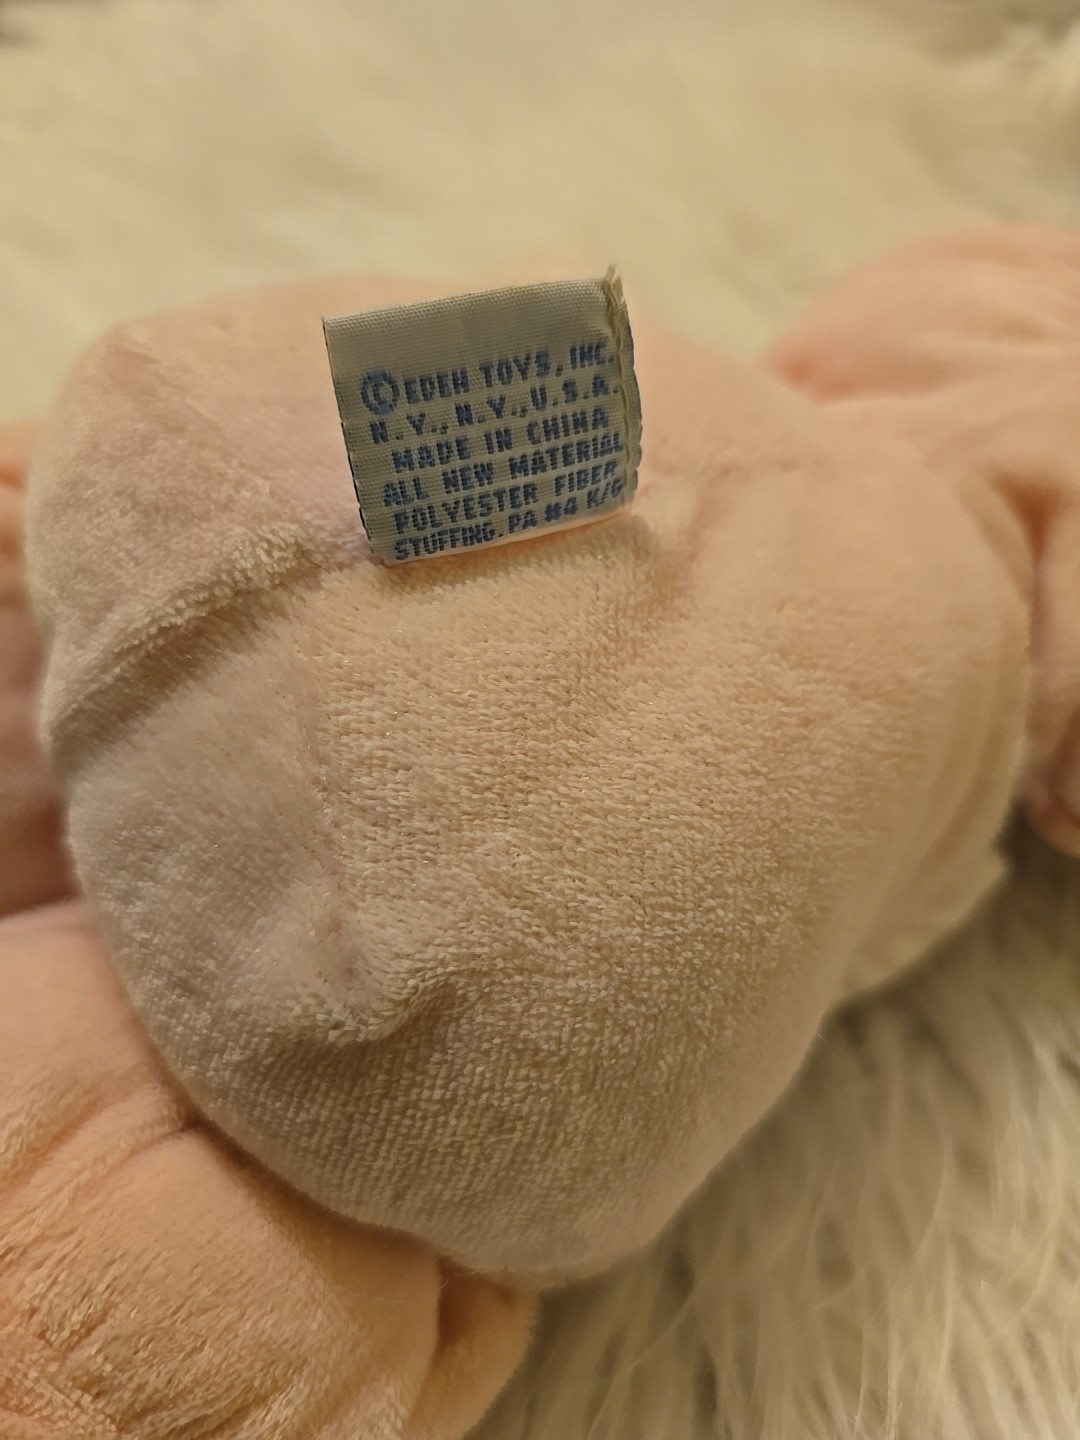 ©EDEN TOYS, INC.
N.Y., N.Y., U.S.A.
MADE IN CHINA
ALL NEW MATERIAL
POLYESTER FIBER
STUFFING. PA #4 K/G